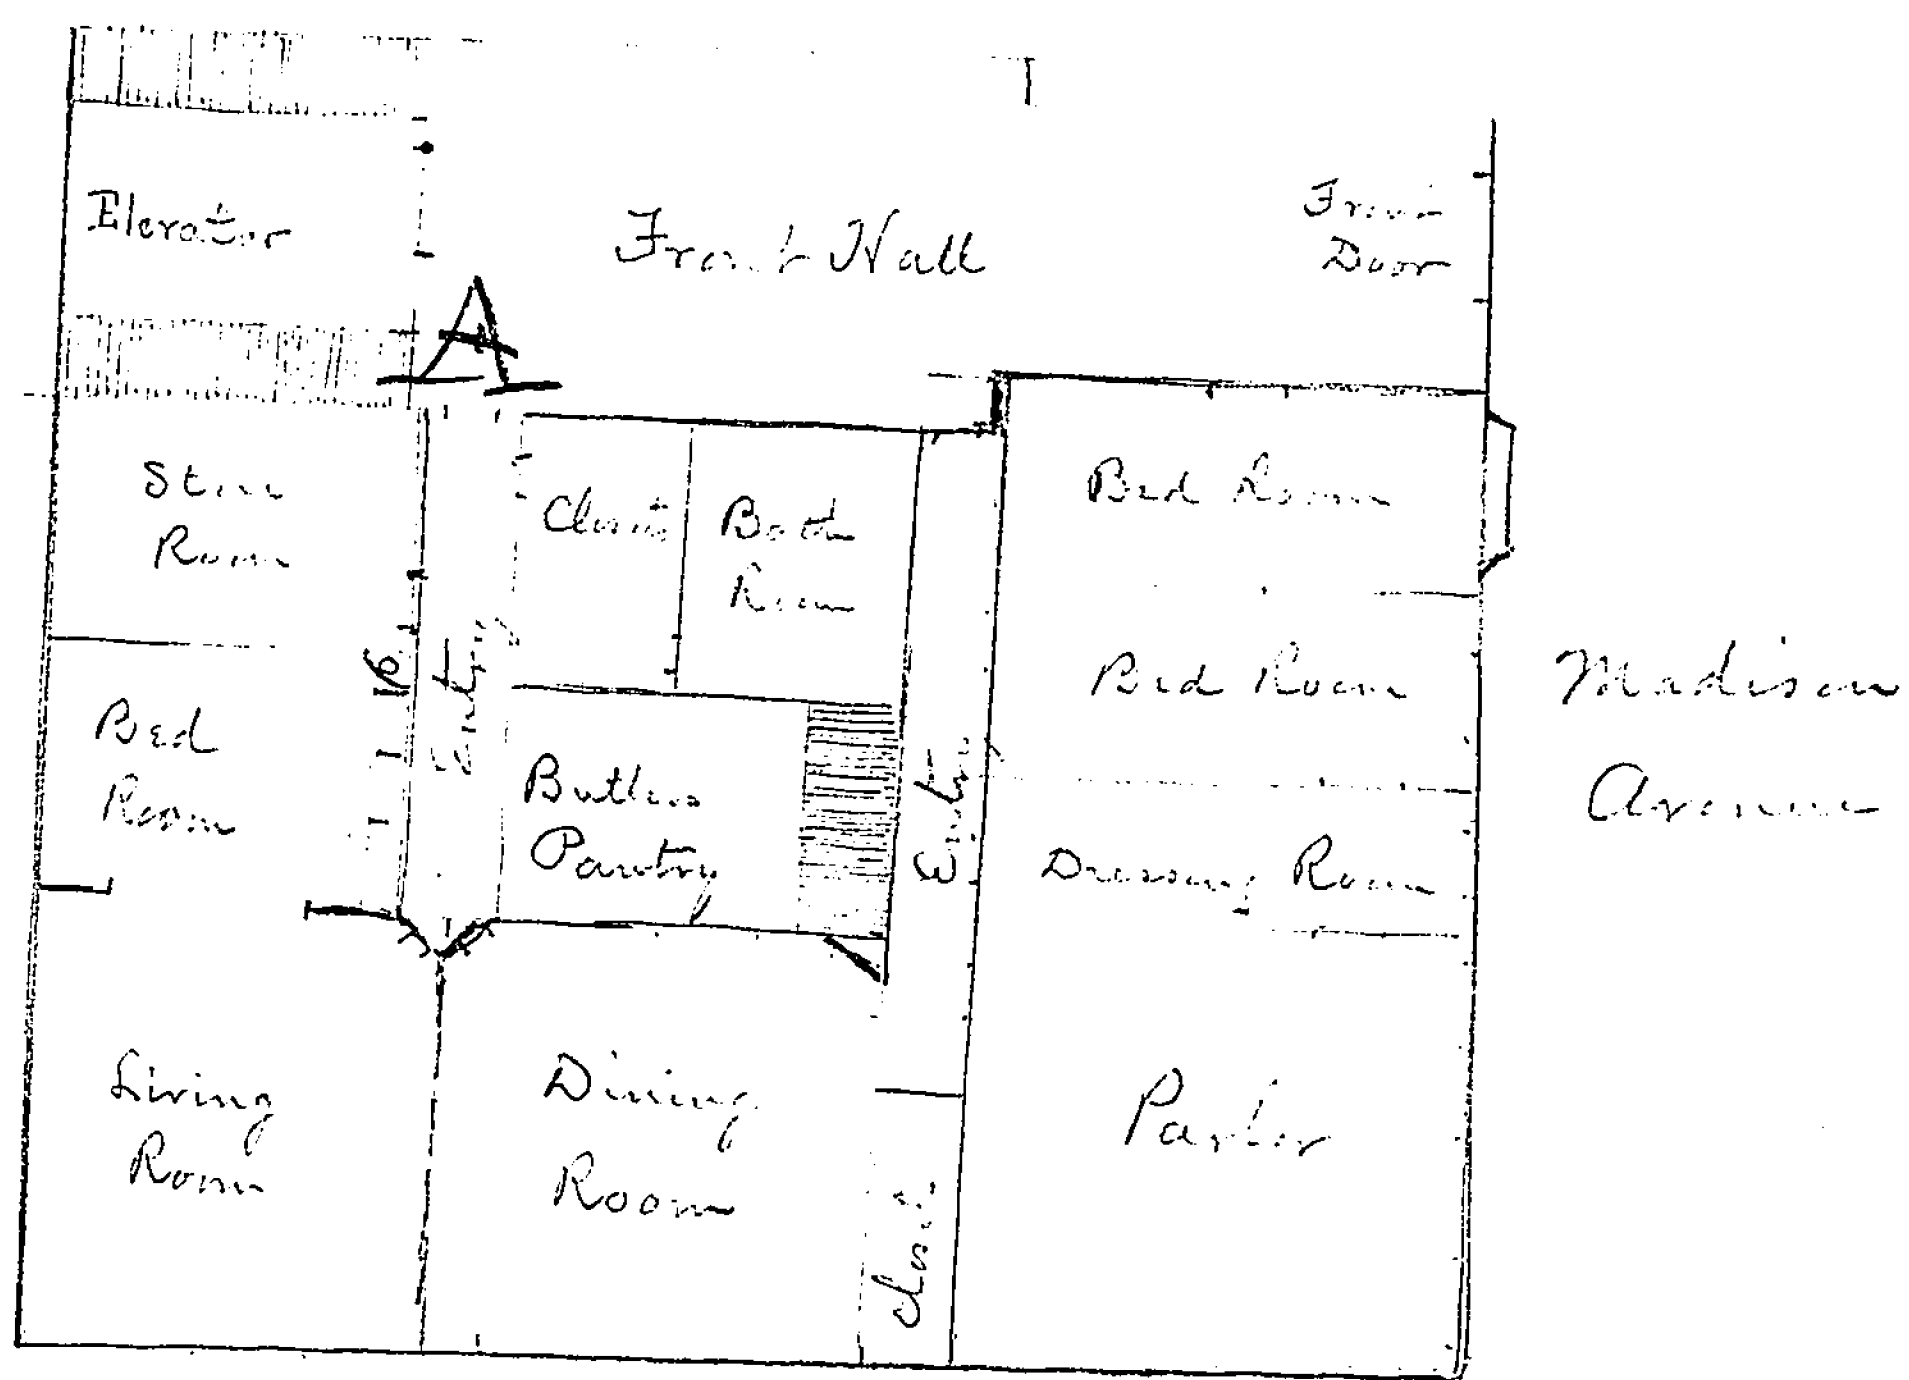 Elevator
Front Hall
Front
Door
A
Store
Room
Closet
Bath
Room
Bed Room
Entry
Bed Room
Madison
Avenue
Bed
Room
Butlers
Pantry
Entry
Dressing Room
Living
Room
Dining
Room
Parlor
Closet